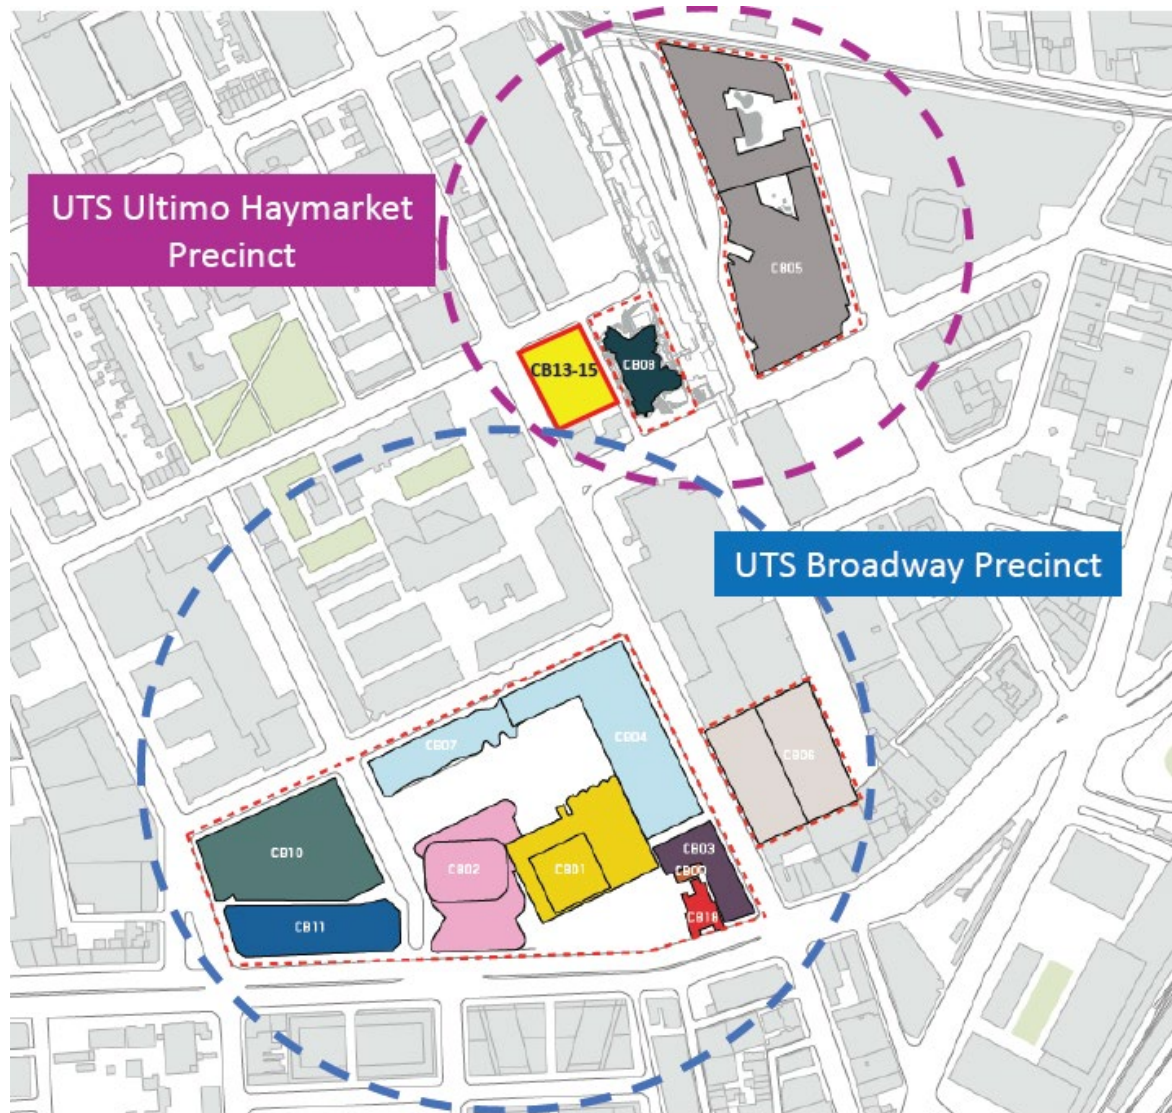 UTS Ultimo Haymarket
Precinct
CB05
CB13-15
CB08
UTS Broadway Precinct
CB07
CB04
CB06
CB10
CB02
CB01
CB03
CB09
CB11
CB18